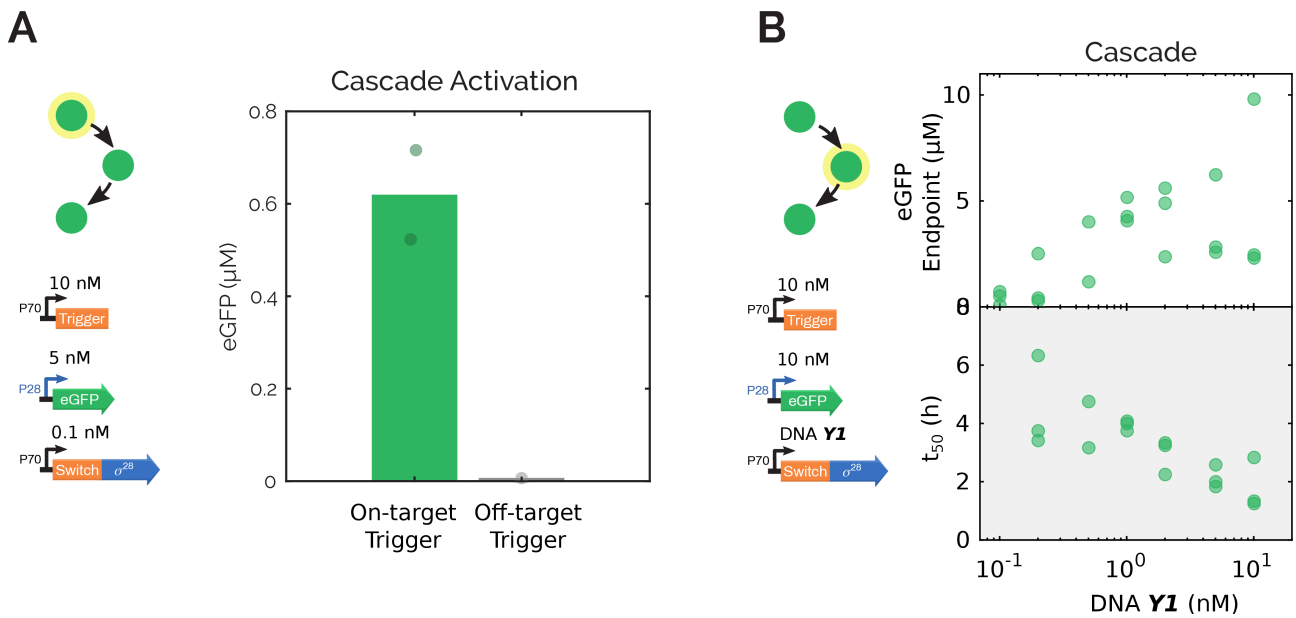 A
Cascade Activation
10 nM
P70
Trigger
5 nM
P28
eGFP
0.1 nM
P70
Switch
σ²⁸
eGFP (μM)
0.8
0.6
0.4
0.2
0
On-target
Trigger
Off-target
Trigger
B
Cascade
10 nM
P70
Trigger
10 nM
P28
eGFP
DNA Y1
P70
Switch
σ²⁸
eGFP
Endpoint (μM)
10
5
0
t₅₀ (h)
8
6
4
2
0
10⁻¹
10⁰
10¹
DNA Y1 (nM)